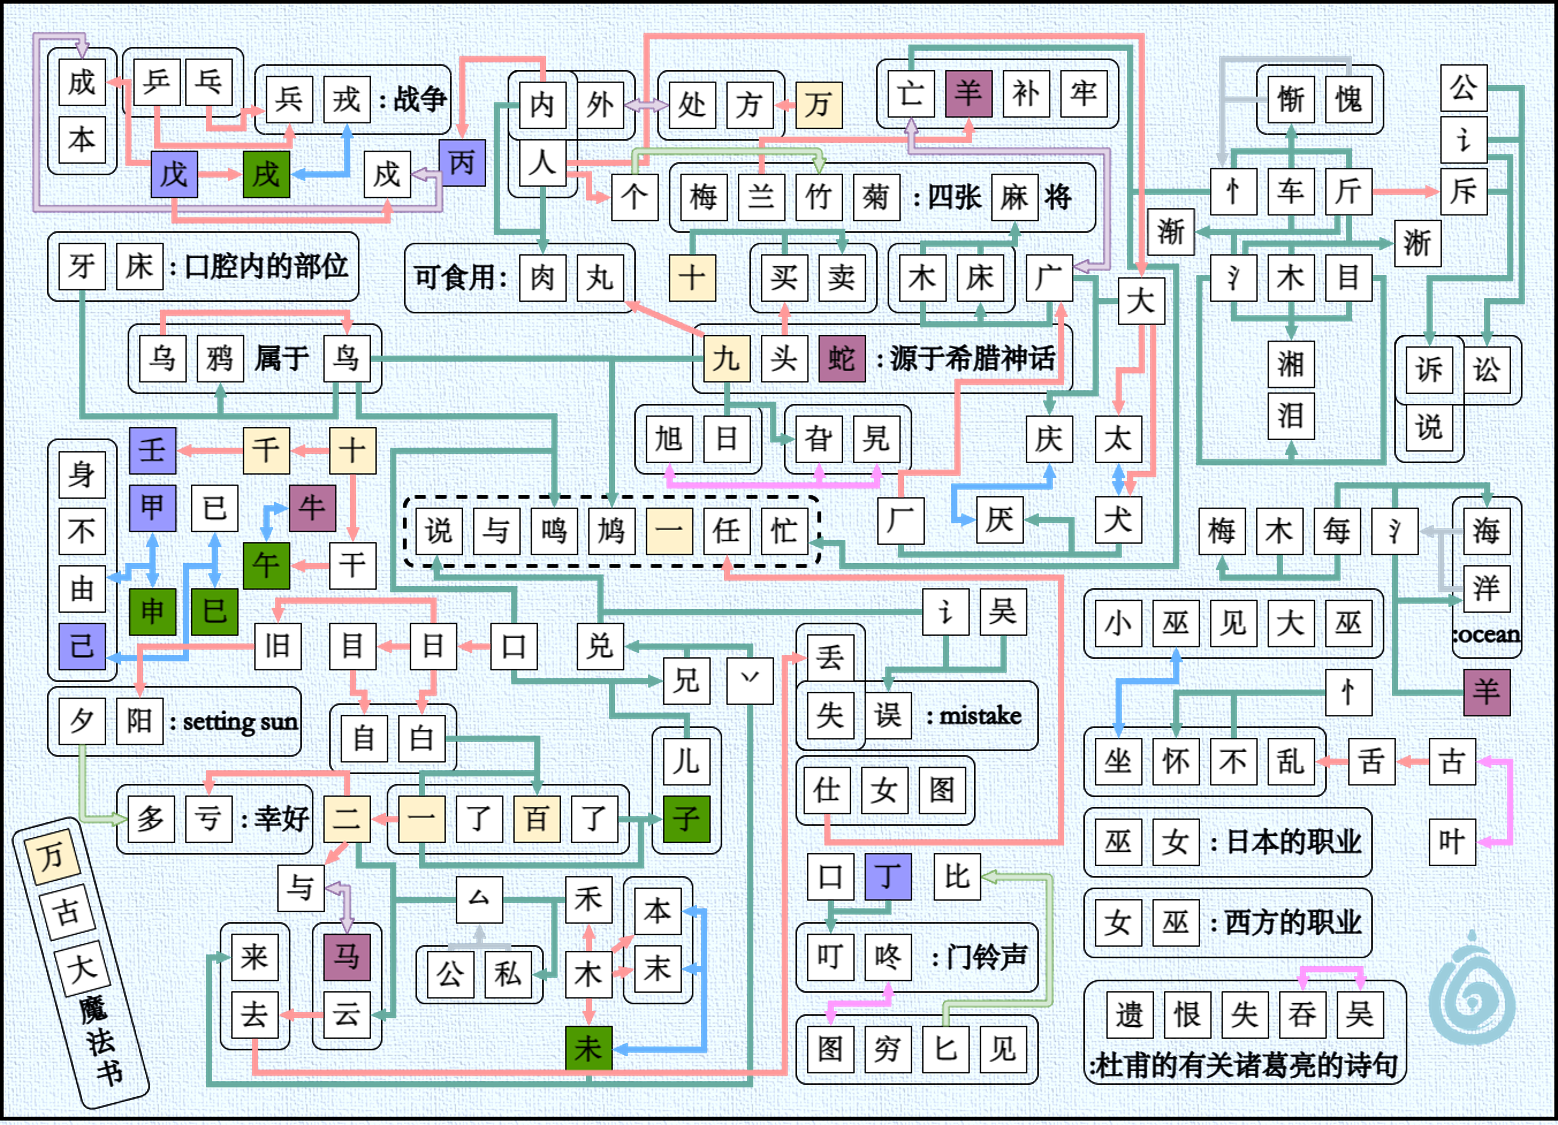 成
本
乒 乓
兵 戎 : 战争
戊
戌
戍
丙
内 外
人
个
处 方
万
亡 羊 补 牢
梅 兰 竹 菊 : 四张 麻 将
惭 愧
公
讠
忄 车 斤
斥
渐
浙
氵 木 目
湘
泪
诉 讼
说
牙 床 : 口腔内的部位
可食用: 肉 丸
十
买 卖
木 床
广
大
乌 鸦 属于 鸟
九 头 蛇 : 源于希腊神话
旭 日
旮 旯
庆
太
身
不
由
己
壬
千
十
甲
已
牛
午
干
申
巳
说 与 鸣 鸠 一 任 忙
厂
厌
犬
梅 木 每 氵 海
洋
:ocean
羊
旧
目
日
口
兑
兄
丷
讠
吴
丢
失 误 : mistake
小 巫 见 大 巫
忄
坐 怀 不 乱
舌
古
叶
夕 阳 : setting sun
自 白
儿
子
多 亏 : 幸好
二
一 了 百 了
仕 女 图
巫 女 : 日本的职业
女 巫 : 西方的职业
口
丁
比
叮 咚 : 门铃声
图 穷 匕 见
与
马
云
来
去
厶
公 私
禾
木
未
本
末
万
古
大
魔
法
书
遗 恨 失 吞 吴
:杜甫的有关诸葛亮的诗句